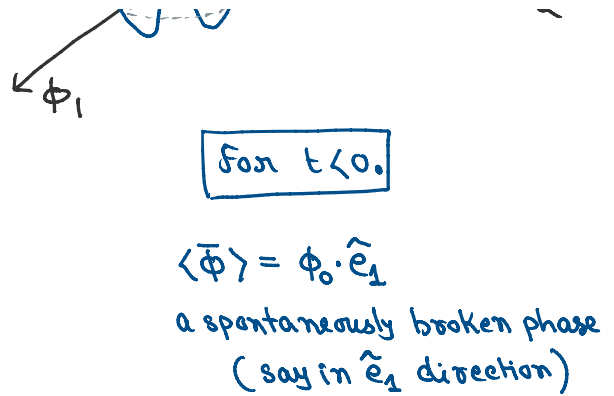 ϕ₁
For t<0.
<ϕ̄> = ϕ₀·ê₁
a spontaneously broken phase
(say in ê₁ direction)